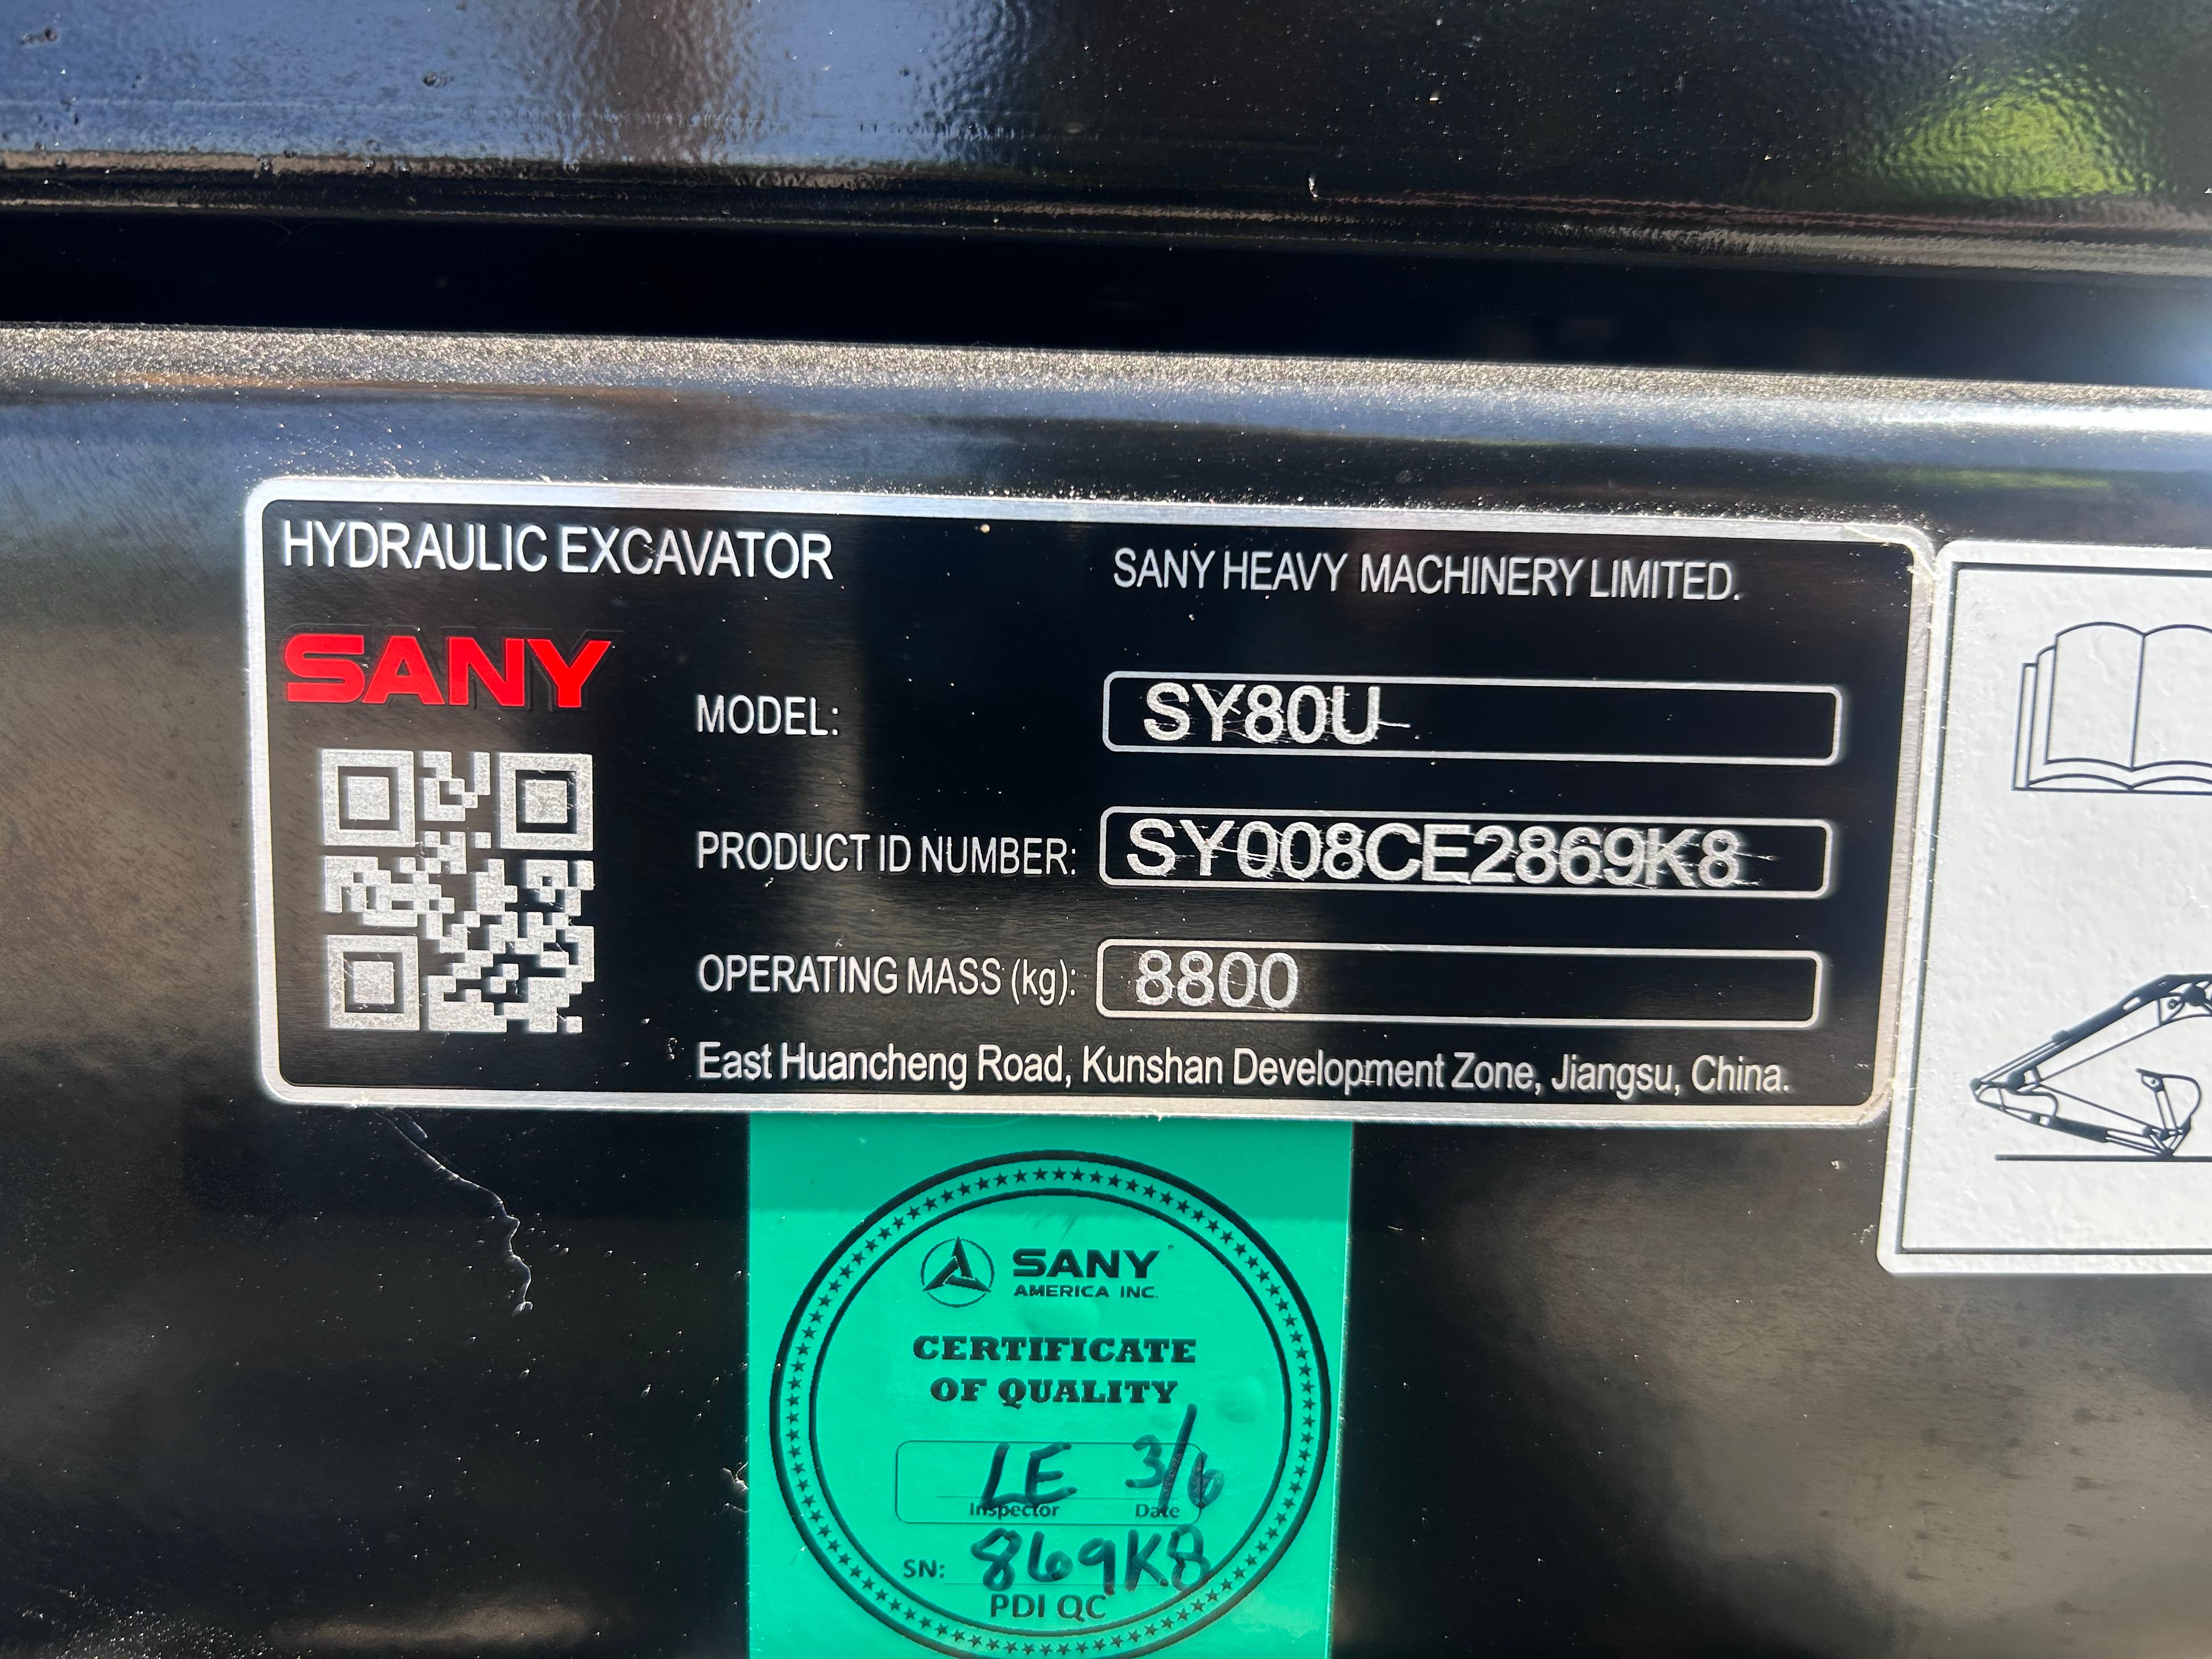 HYDRAULIC EXCAVATOR
SANY HEAVY MACHINERY LIMITED.
SANY
MODEL: SY80U
PRODUCT ID NUMBER: SY008CE2869K8
OPERATING MASS (kg): 8800
East Huancheng Road, Kunshan Development Zone, Jiangsu, China.
SANY
AMERICA INC.
CERTIFICATE
OF QUALITY
LE 3/6
Inspector Date
SN: 869K8
PDI QC